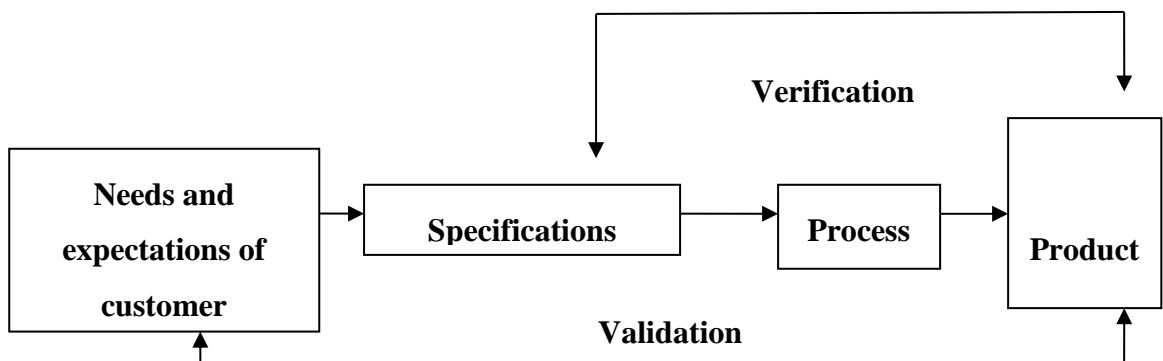 Verification
Needs and
expectations of
customer
Specifications
Process
Product
Validation